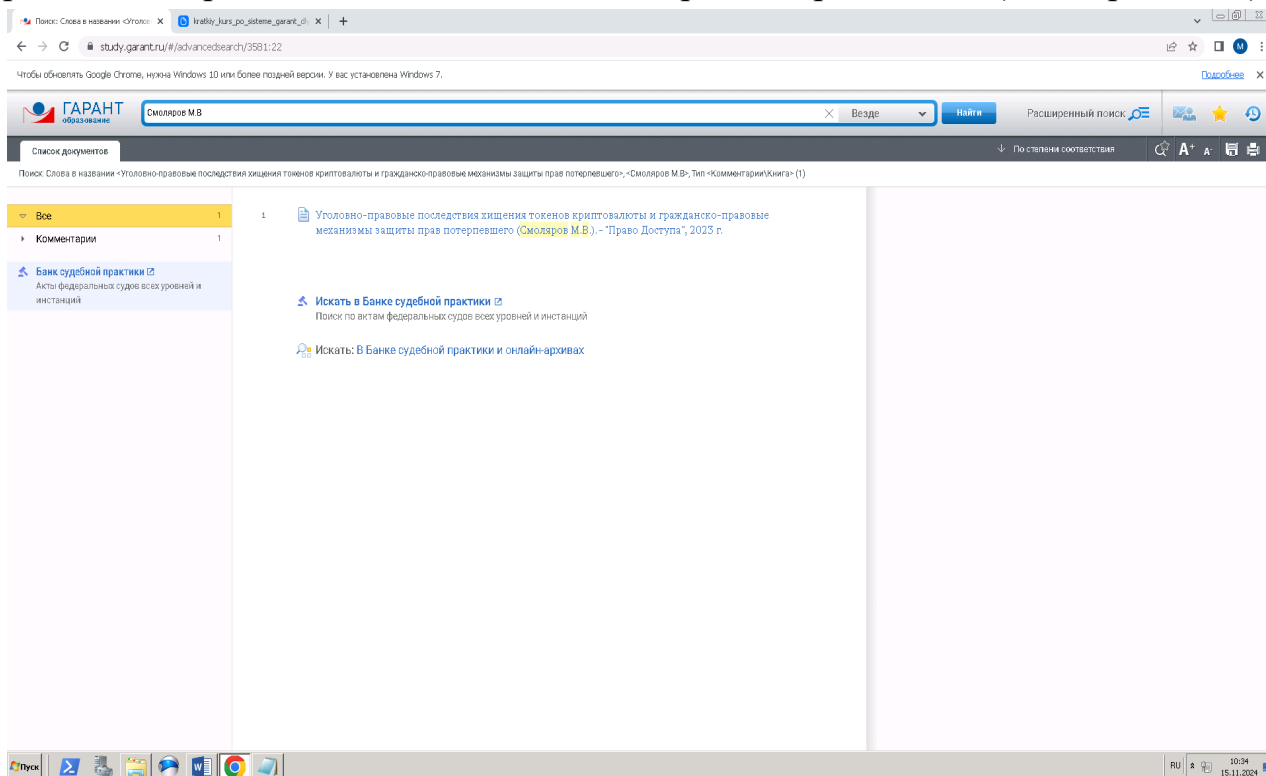 Поиск: Слова в названии <Уголов
kratkiy_kurs_po_sisteme_garant_dl
study.garant.ru/#/advancedsearch/3581:22
Чтобы обновлять Google Chrome, нужна Windows 10 или более поздней версии. У вас установлена Windows 7.
Подробнее
ГАРАНТ
образование
Смоляров М.В
Везде
Найти
Расширенный поиск
Список документов
По степени соответствия
A+ A-
Поиск: Слова в названии <Уголовно-правовые последствия хищения токенов криптовалюты и гражданско-правовые механизмы защиты прав потерпевшего>,<Смоляров М.В>, Тип <Комментарии\Книга> (1)
Все 1
Комментарии 1
Банк судебной практики
Акты федеральных судов всех уровней и
инстанций
1 Уголовно-правовые последствия хищения токенов криптовалюты и гражданско-правовые
механизмы защиты прав потерпевшего (Смоляров М.В.). - "Право Доступа", 2023 г.
Искать в Банке судебной практики
Поиск по актам федеральных судов всех уровней и инстанций
Искать: В Банке судебной практики и онлайн-архивах
Пуск
RU
10:34
15.11.2024